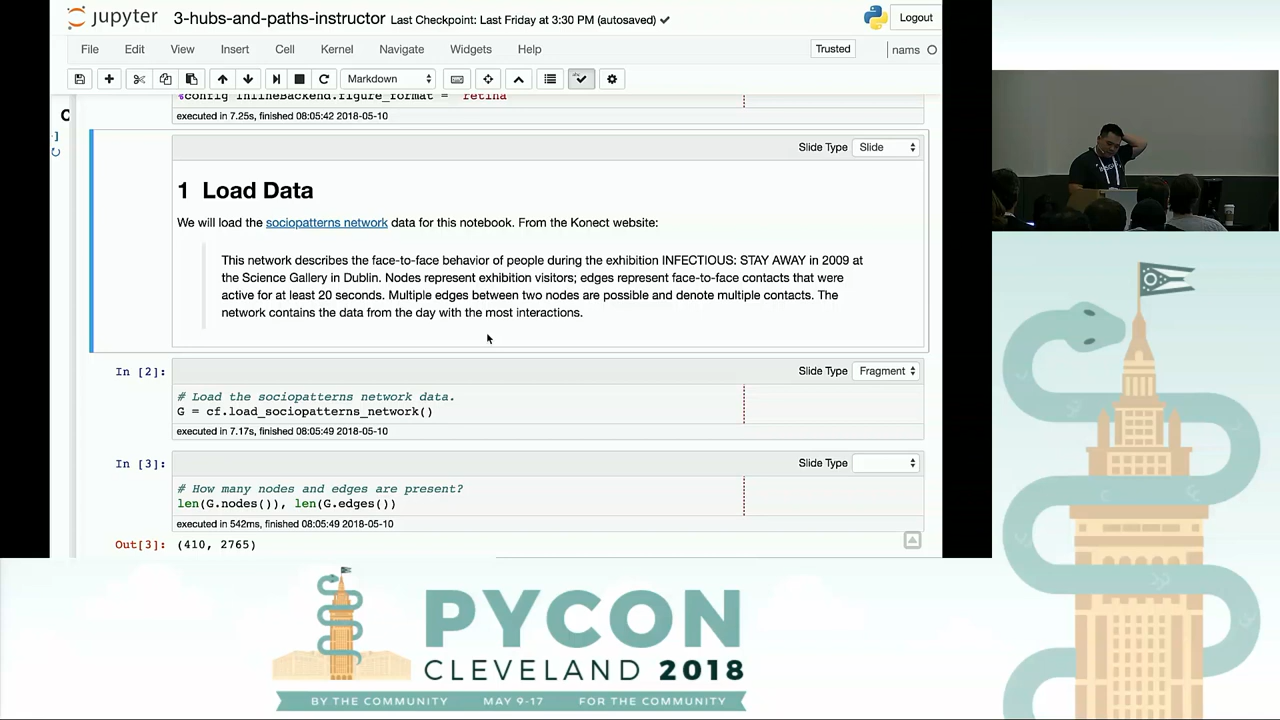 jupyter 3-hubs-and-paths-instructor Last Checkpoint: Last Friday at 3:30 PM (autosaved)
Logout
File Edit View Insert Cell Kernel Navigate Widgets Help
Trusted
nams
Markdown
%config InlineBackend.figure_format = 'retina'
executed in 7.25s, finished 08:05:42 2018-05-10
Slide Type Slide
1 Load Data
We will load the sociopatterns network data for this notebook. From the Konect website:
This network describes the face-to-face behavior of people during the exhibition INFECTIOUS: STAY AWAY in 2009 at
the Science Gallery in Dublin. Nodes represent exhibition visitors; edges represent face-to-face contacts that were
active for at least 20 seconds. Multiple edges between two nodes are possible and denote multiple contacts. The
network contains the data from the day with the most interactions.
In [2]:
Slide Type Fragment
# Load the sociopatterns network data.
G = cf.load_sociopatterns_network()
executed in 7.17s, finished 08:05:49 2018-05-10
In [3]:
Slide Type
# How many nodes and edges are present?
len(G.nodes()), len(G.edges())
executed in 542ms, finished 08:05:49 2018-05-10
Out[3]: (410, 2765)
PYCON
CLEVELAND 2018
BY THE COMMUNITY MAY 9-17 FOR THE COMMUNITY